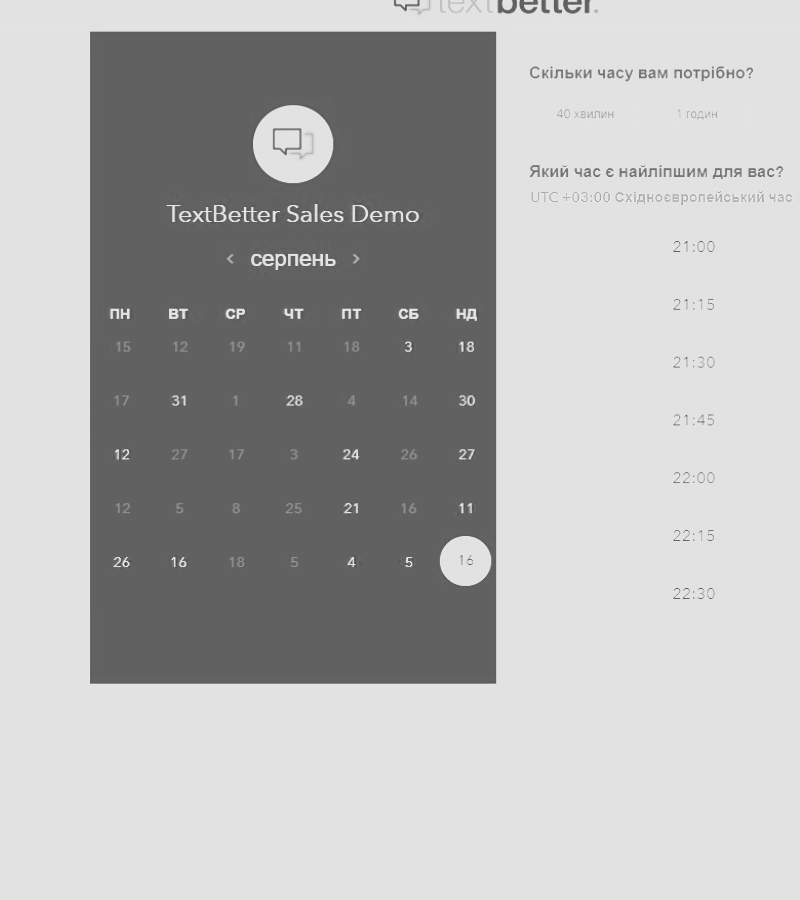 textbetter.
TextBetter Sales Demo
< серпень >
ПН ВТ СР ЧТ ПТ СБ НД
15 12 19 11 18 3 18
17 31 1 28 4 14 30
12 27 17 3 24 26 27
12 5 8 25 21 16 11
26 16 18 5 4 5 16
Скільки часу вам потрібно?
40 хвилин 1 годин
Який час є найліпшим для вас?
UTC +03:00 Східноєвропейський час
21:00
21:15
21:30
21:45
22:00
22:15
22:30